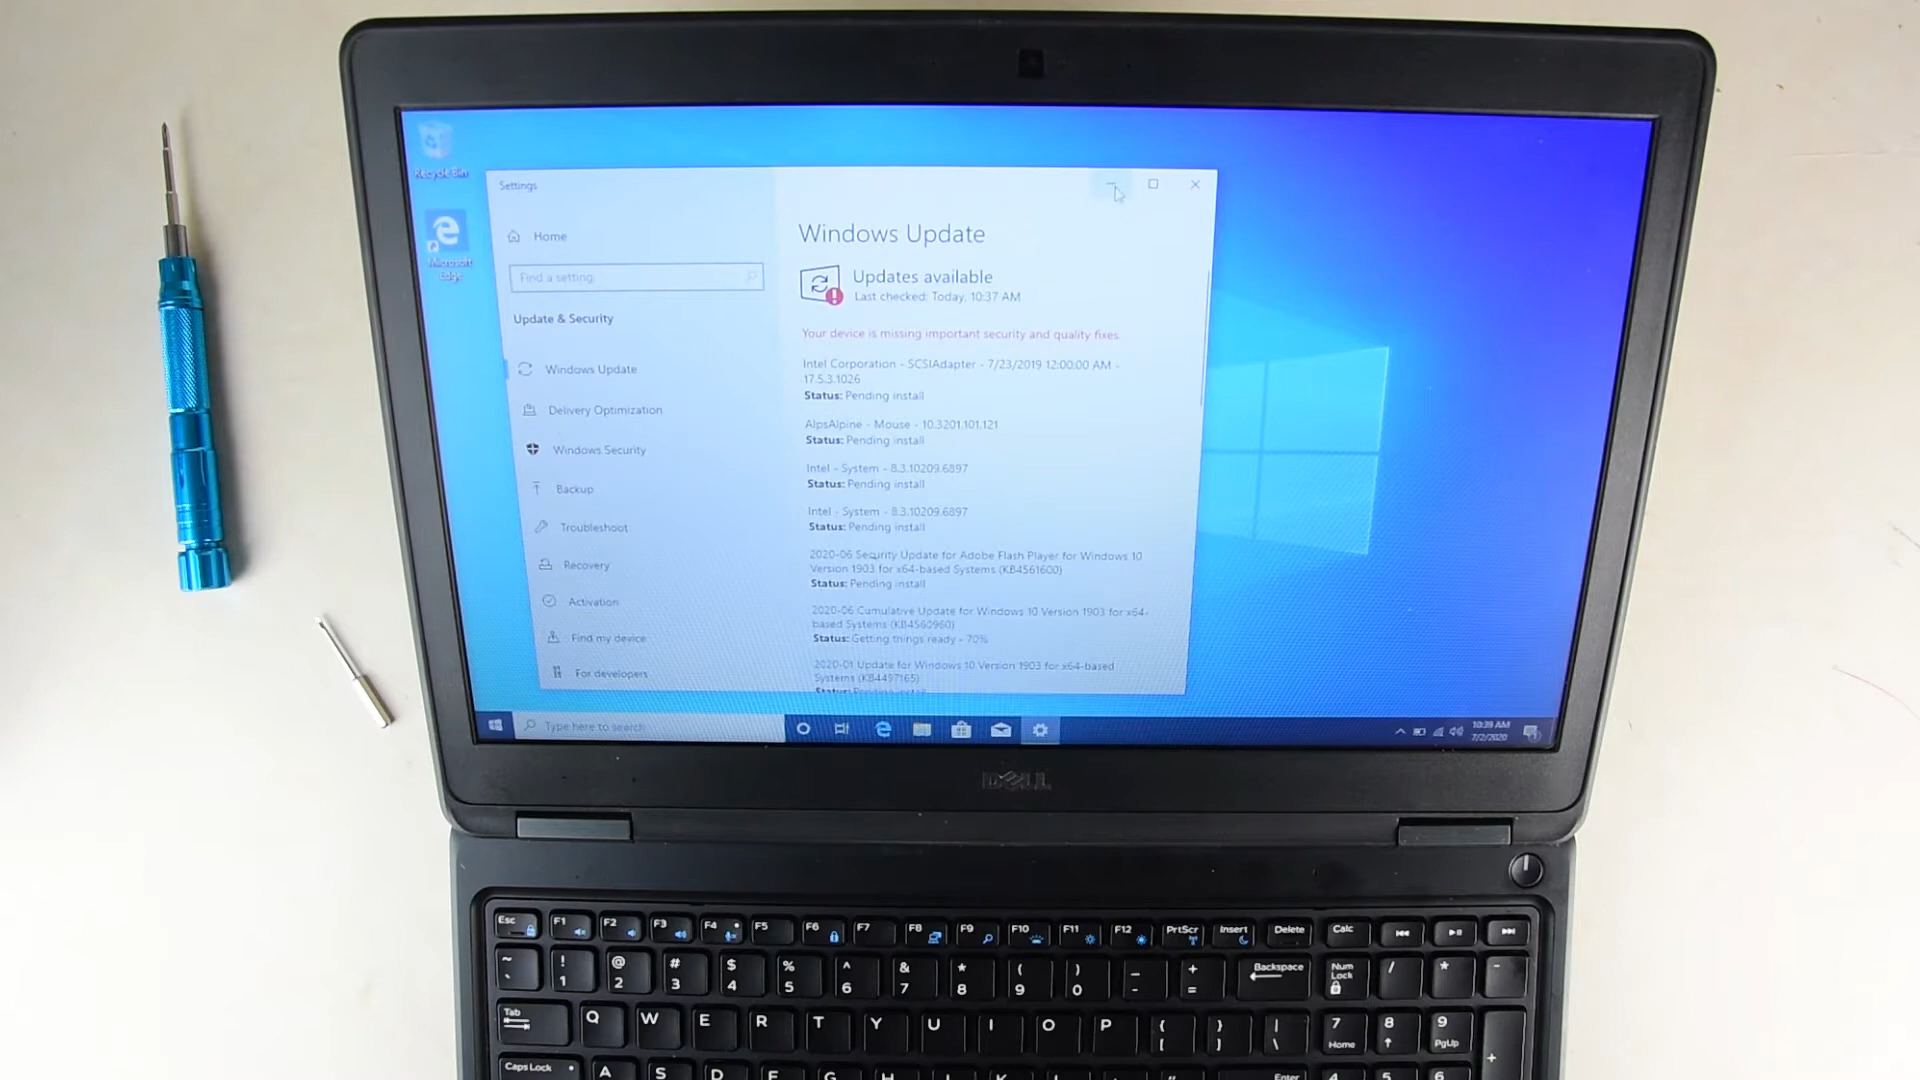 Recycle Bin
Microsoft
Edge
Settings
Home
Find a setting
Update & Security
Windows Update
Delivery Optimization
Windows Security
Backup
Troubleshoot
Recovery
Activation
Find my device
For developers
Windows Update
Updates available
Last checked: Today, 10:37 AM
Your device is missing important security and quality fixes.
Intel Corporation - SCSIAdapter - 7/23/2019 12:00:00 AM -
17.5.3.1026
Status: Pending install
AlpsAlpine - Mouse - 10.3201.101.121
Status: Pending install
Intel - System - 8.3.10209.6897
Status: Pending install
Intel - System - 8.3.10209.6897
Status: Pending install
2020-06 Security Update for Adobe Flash Player for Windows 10
Version 1903 for x64-based Systems (KB4561600)
Status: Pending install
2020-06 Cumulative Update for Windows 10 Version 1903 for x64-
based Systems (KB4560960)
Status: Getting things ready - 70%
2020-01 Update for Windows 10 Version 1903 for x64-based
Systems (KB4497165)
Status: Pending install
Type here to search
10:39 AM
7/2/2020
DELL
Esc F1 F2 F3 F4 F5 F6 F7 F8 F9 F10 F11 F12 PrtScr Insert Delete Calc
~ ! @ # $ % ^ & * ( ) _ + Backspace Num Lock / * -
` 1 2 3 4 5 6 7 8 9 0 - =
Tab Q W E R T Y U I O P { } | 7 8 9 +
[ ] \ Home PgUp
Caps Lock A S D F G H J K L Enter 4 5 6